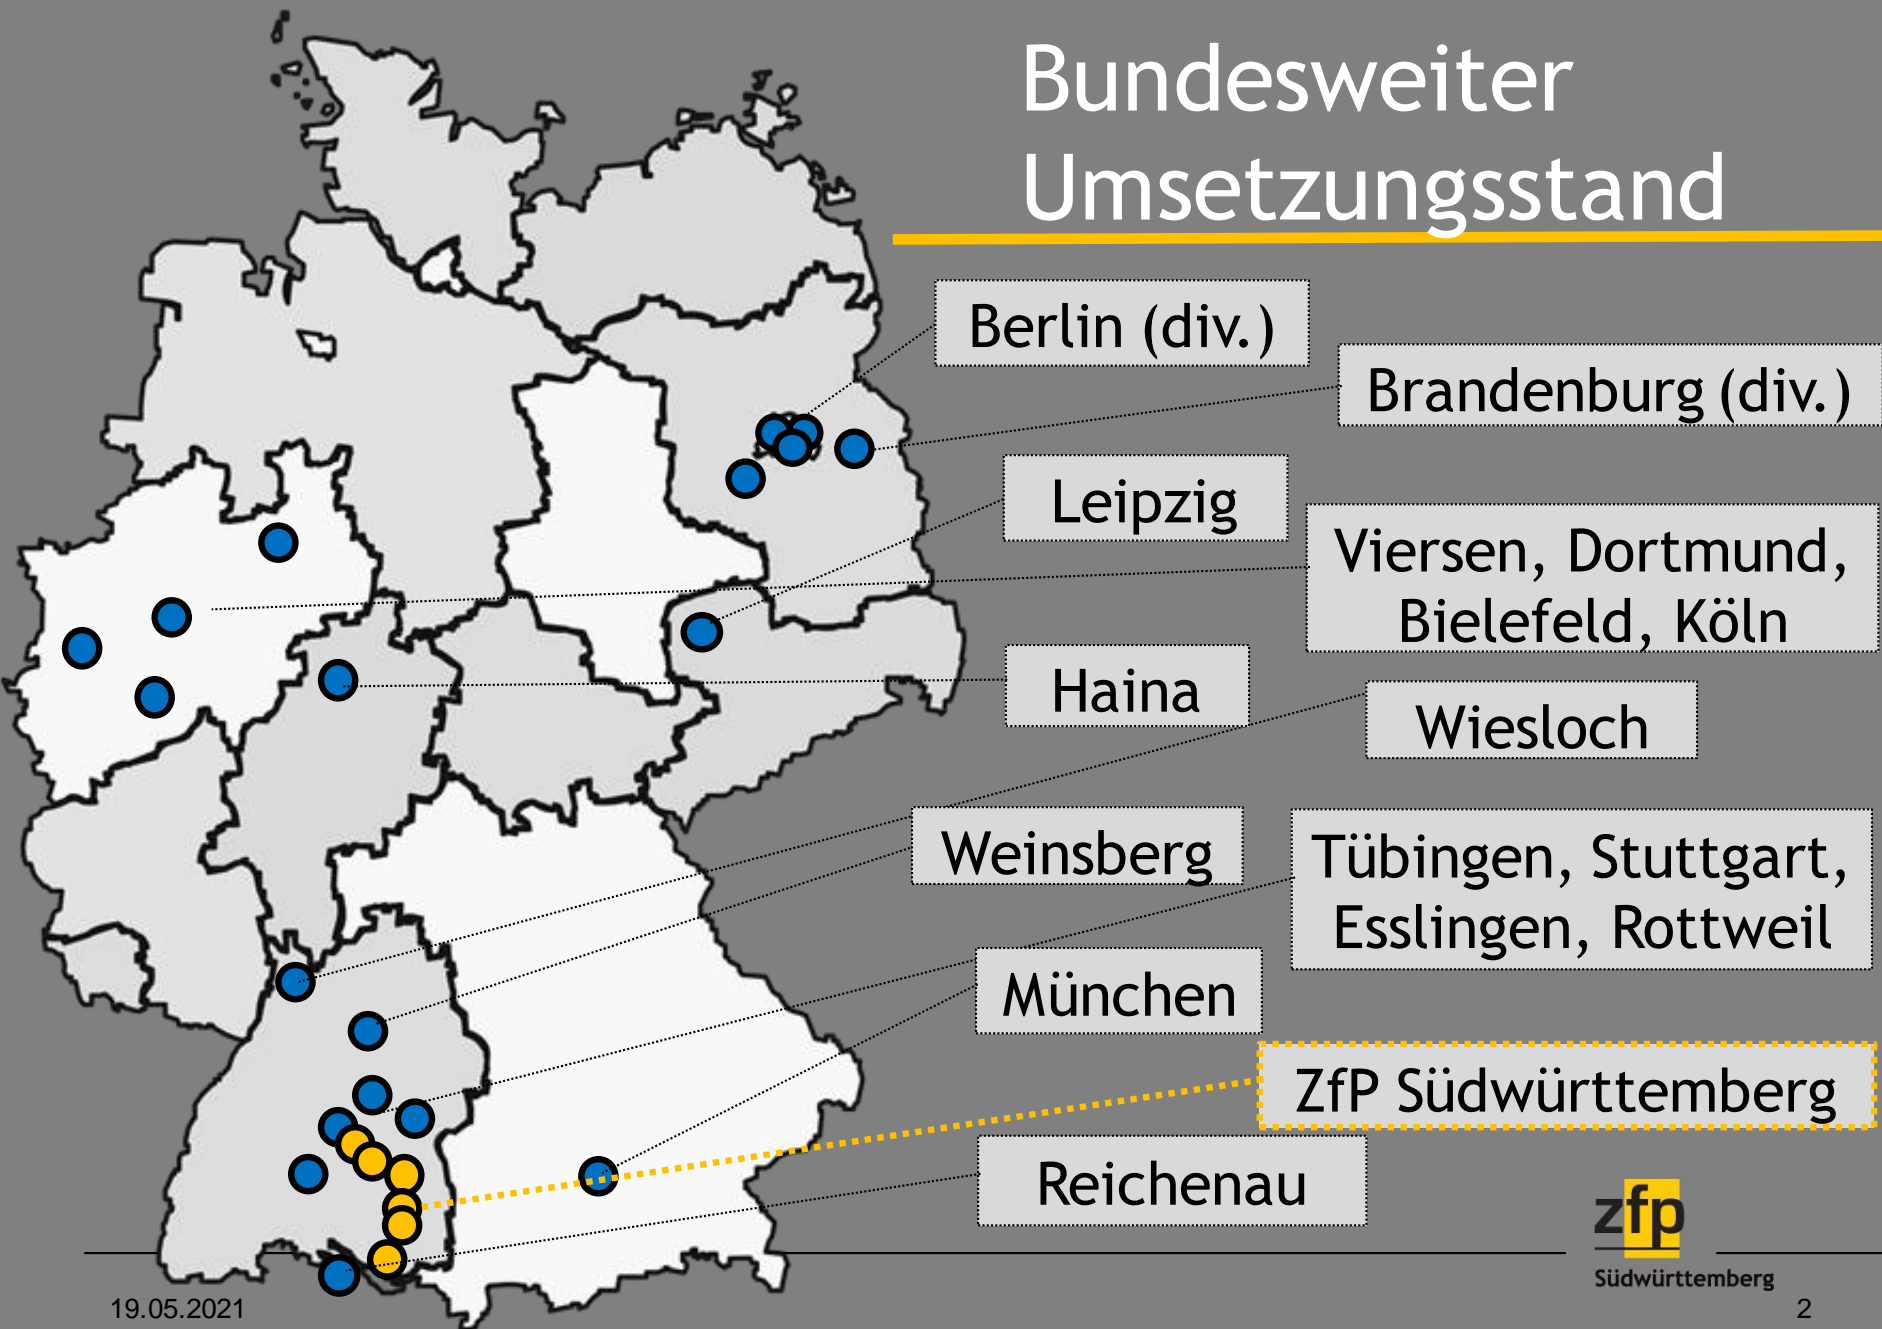 Bundesweiter
Umsetzungsstand
Berlin (div.)
Brandenburg (div.)
Leipzig
Viersen, Dortmund,
Bielefeld, Köln
Haina
Wiesloch
Weinsberg
Tübingen, Stuttgart,
Esslingen, Rottweil
München
ZfP Südwürttemberg
Reichenau
zfp
Südwürttemberg
19.05.2021
2